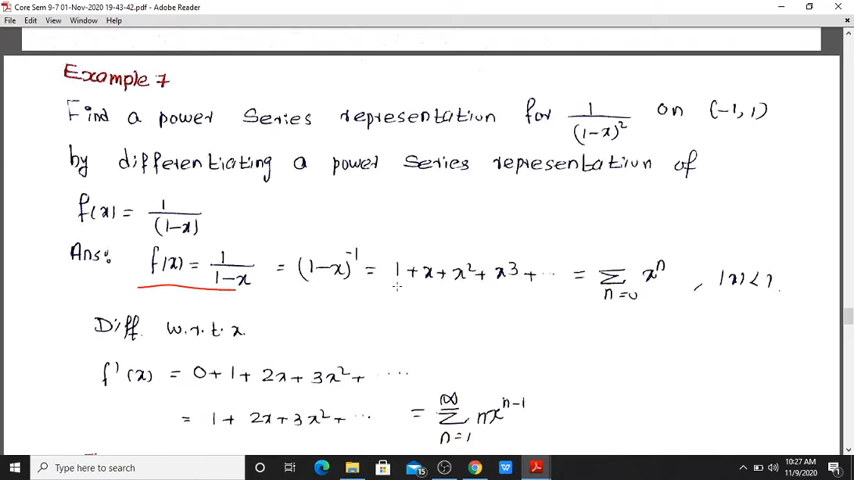 Core Sem 9-7 01-Nov-2020 19-43-42.pdf - Adobe Reader
File Edit View Window Help
Example 7
Find a power Series representation for 1/(1-x)² on (-1, 1)
by differentiating a power Series representation of
f(x) = 1/(1-x)
Ans: f(x) = 1/1-x = (1-x)⁻¹ = 1 + x + x² + x³ + ... = ∑ n=0 xⁿ , |x| < 1.
Diff. w.r.t. x.
f'(x) = 0 + 1 + 2x + 3x² + ....
= 1 + 2x + 3x² + ... = ∞ ∑ n=1 nxⁿ⁻¹
Type here to search
15
10:27 AM
11/9/2020